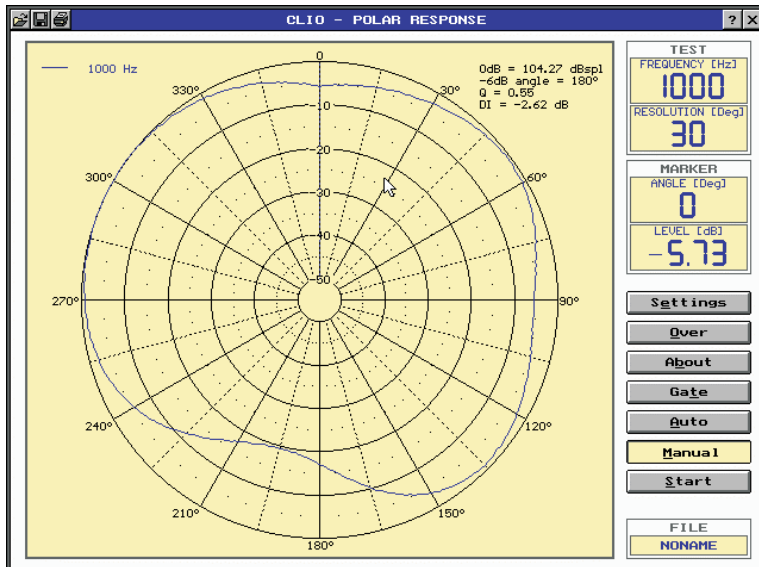 CLIO - POLAR RESPONSE
? X
1000 Hz
0dB = 104.27 dBspl
-6dB angle = 180°
Q = 0.55
DI = -2.62 dB
0
330°
30°
-10
-20
300°
60°
-30
-40
-50
270°
90°
240°
120°
210°
150°
180°
TEST
FREQUENCY [Hz]
1000
RESOLUTION [Deg]
30
MARKER
ANGLE [Deg]
0
LEVEL [dB]
-5.73
Settings
Over
About
Gate
Auto
Manual
Start
FILE
NONAME